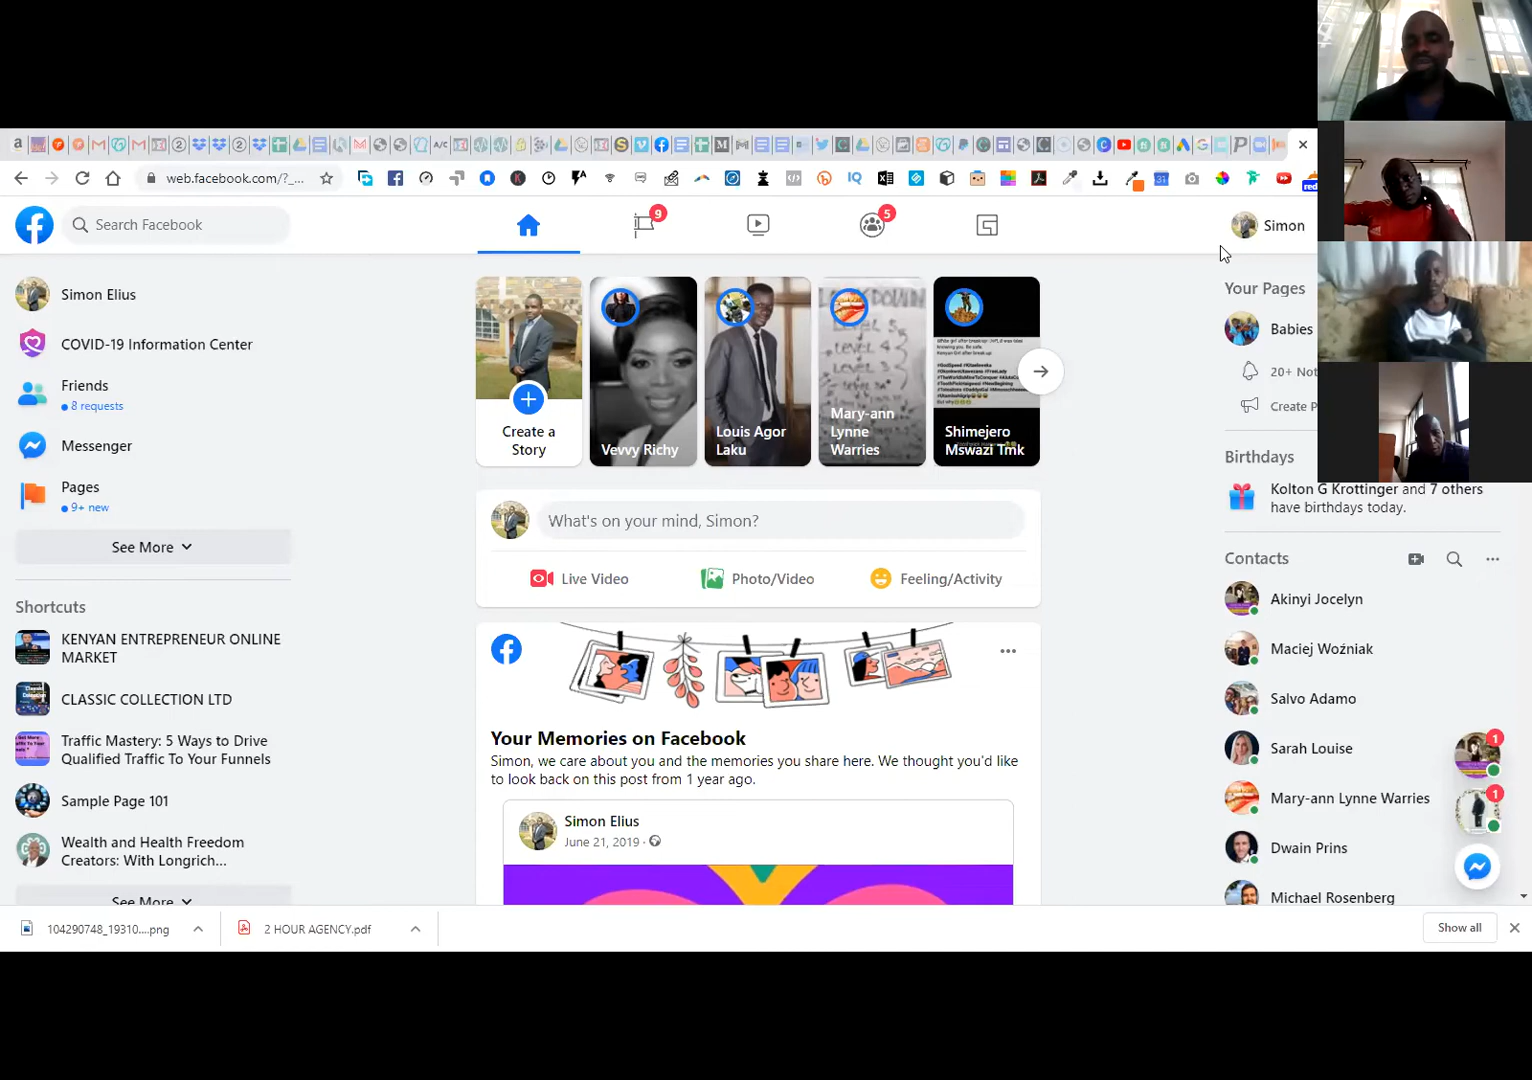 web.facebook.com/?_...
Search Facebook
9
5
Simon
Simon Elius
COVID-19 Information Center
Friends
8 requests
Messenger
Pages
9+ new
See More
Shortcuts
KENYAN ENTREPRENEUR ONLINE
MARKET
CLASSIC COLLECTION LTD
Traffic Mastery: 5 Ways to Drive
Qualified Traffic To Your Funnels
Sample Page 101
Wealth and Health Freedom
Creators: With Longrich...
See More
Create a
Story
Vevvy Richy
Louis Agor
Laku
Mary-ann
Lynne
Warries
Shimejero
Mswazi Tmk
What's on your mind, Simon?
Live Video
Photo/Video
Feeling/Activity
Your Memories on Facebook
Simon, we care about you and the memories you share here. We thought you'd like
to look back on this post from 1 year ago.
Simon Elius
June 21, 2019
Your Pages
Babies
20+ Not
Create P
Birthdays
Kolton G Krottinger and 7 others
have birthdays today.
Contacts
Akinyi Jocelyn
Maciej Woźniak
Salvo Adamo
Sarah Louise
Mary-ann Lynne Warries
Dwain Prins
Michael Rosenberg
1
1
104290748_19310....png
2 HOUR AGENCY.pdf
Show all